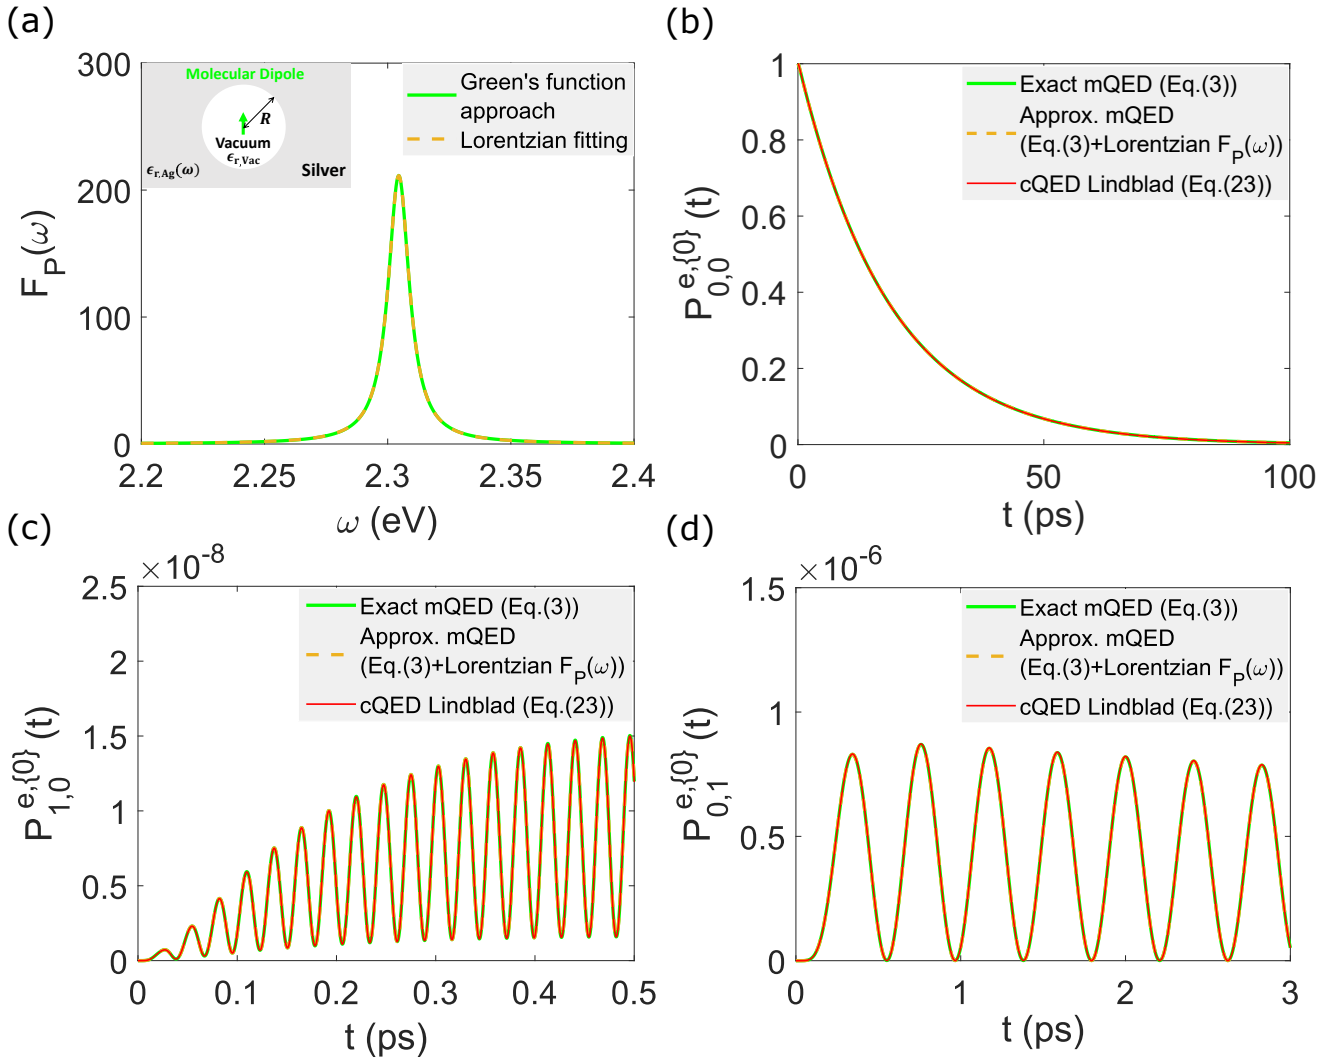 (a)
300
200
100
0
2.2
2.25
2.3
2.35
2.4
F_P(ω)
ω (eV)
Molecular Dipole
R
Vacuum
ϵ_r,Vac
ϵ_r,Ag(ω)
Silver
Green's function
approach
Lorentzian fitting
(b)
1
0.8
0.6
0.4
0.2
0
0
50
100
P_0,0^e,{0} (t)
t (ps)
Exact mQED (Eq.(3))
Approx. mQED
(Eq.(3)+Lorentzian F_P(ω))
cQED Lindblad (Eq.(23))
(c)
×10^-8
2.5
2
1.5
1
0.5
0
0
0.1
0.2
0.3
0.4
0.5
P_1,0^e,{0} (t)
t (ps)
Exact mQED (Eq.(3))
Approx. mQED
(Eq.(3)+Lorentzian F_P(ω))
cQED Lindblad (Eq.(23))
(d)
×10^-6
1.5
1
0.5
0
0
1
2
3
P_0,1^e,{0} (t)
t (ps)
Exact mQED (Eq.(3))
Approx. mQED
(Eq.(3)+Lorentzian F_P(ω))
cQED Lindblad (Eq.(23))